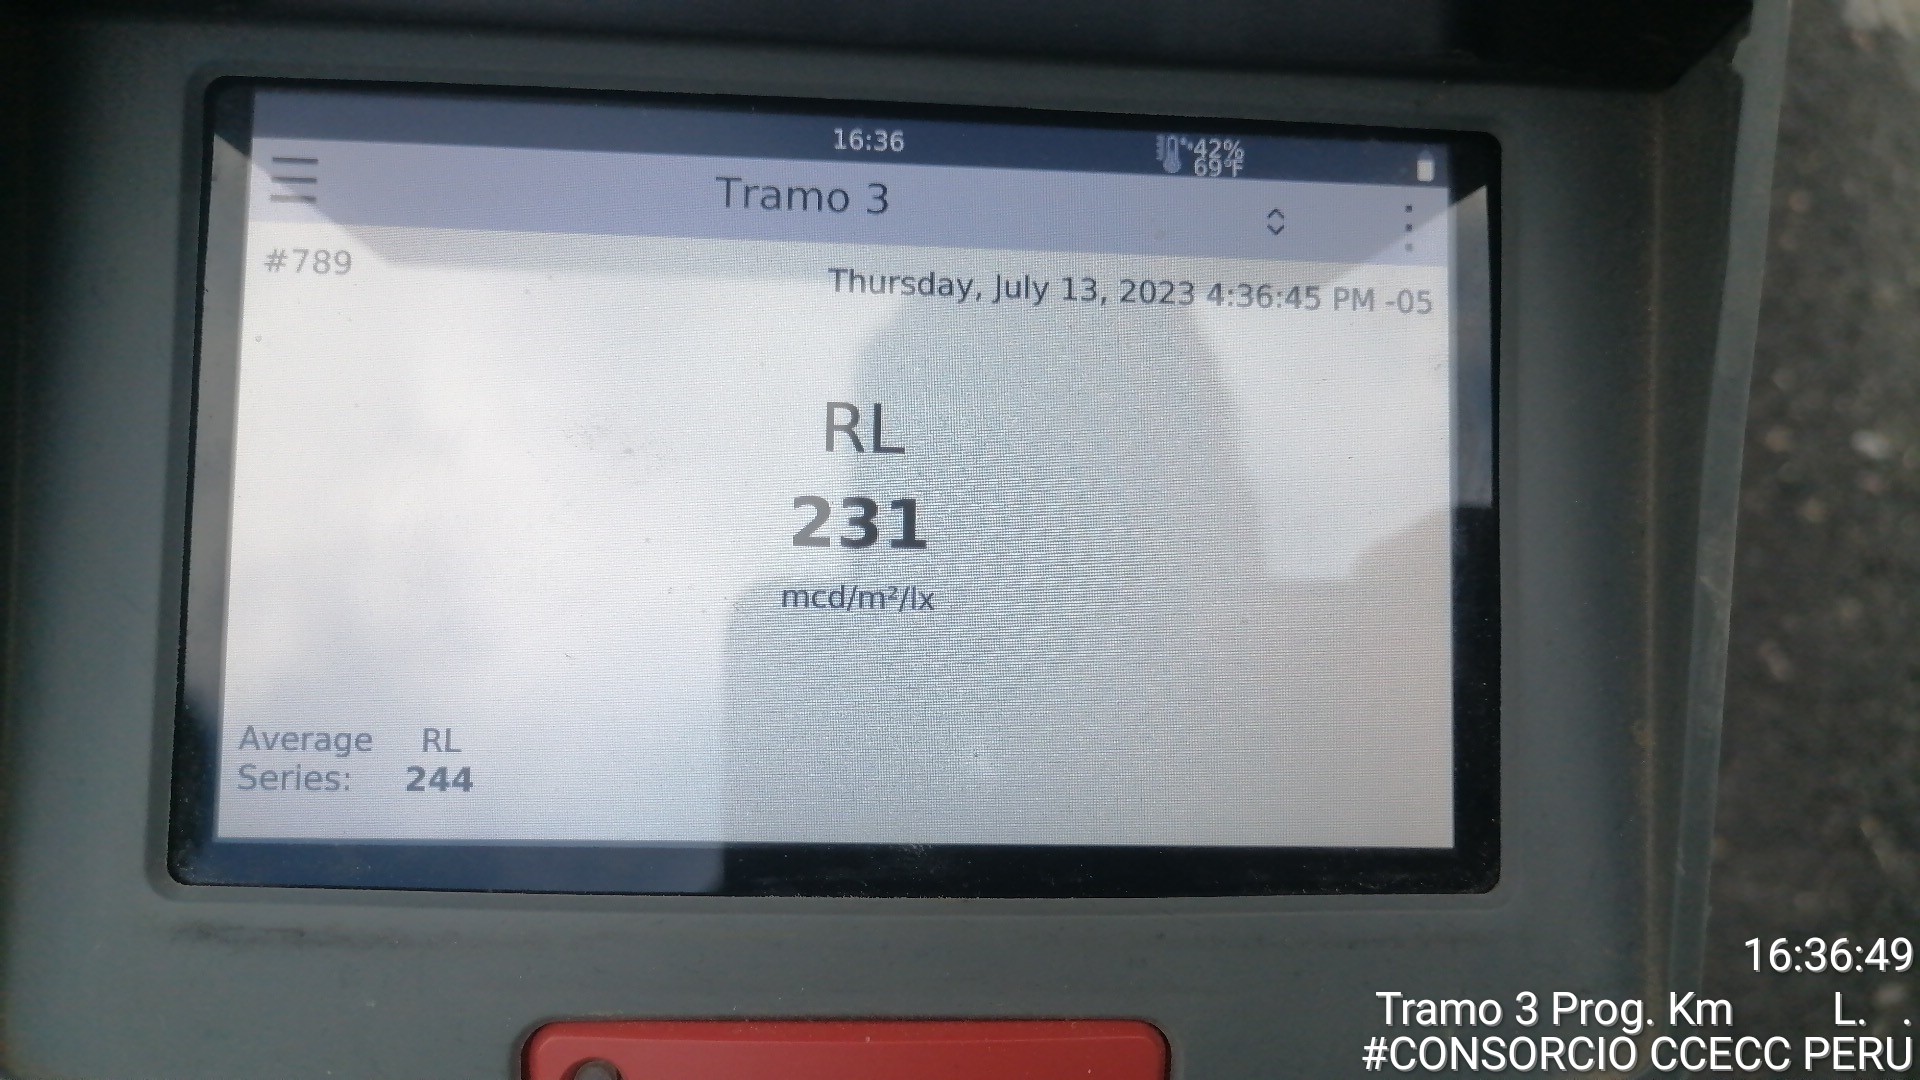 16:36
42%
69°F
Tramo 3
#789
Thursday, July 13, 2023 4:36:45 PM -05
RL
231
mcd/m²/lx
Average RL
Series: 244
16:36:49
Tramo 3 Prog. Km L. .
#CONSORCIO CCECC PERU